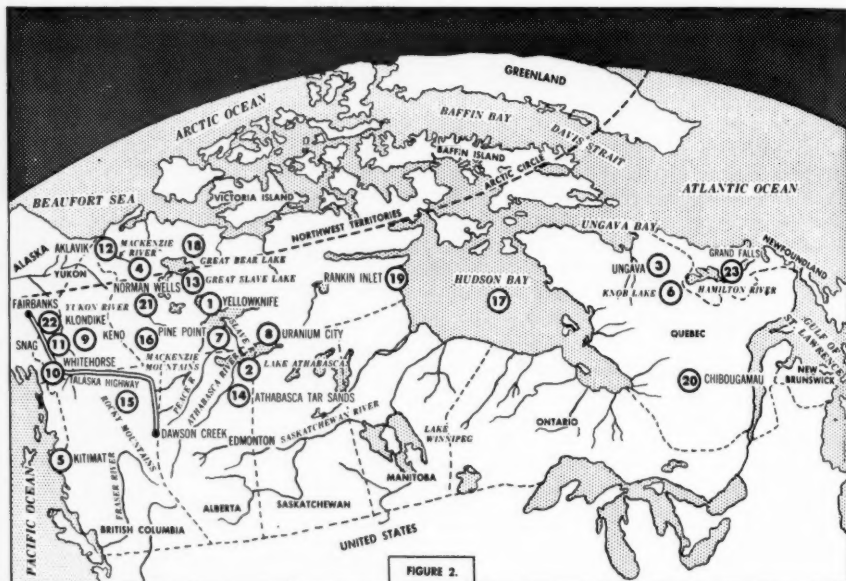 GREENLAND
ARCTIC OCEAN
BAFFIN BAY
DAVIS STRAIT
BAFFIN ISLAND
ARCTIC CIRCLE
BEAUFORT SEA
VICTORIA ISLAND
ATLANTIC OCEAN
NORTHWEST TERRITORIES
UNGAVA BAY
ALASKA
AKLAVIK
12
MACKENZIE
RIVER
18
GREAT BEAR LAKE
YUKON
4
NORMAN WELLS
13
GREAT SLAVE LAKE
RANKIN INLET
19
HUDSON BAY
17
UNGAVA
3
GRAND FALLS
23
NEWFOUNDLAND
KNOB LAKE
6
HAMILTON RIVER
FAIRBANKS
YUKON RIVER
21
1
YELLOWKNIFE
22
KLONDIKE
SNAG
11
9
KENO
16
PINE POINT
7
SLAVE R.
8
URANIUM CITY
QUEBEC
GULF OF
ST. LAWRENCE
WHITEHORSE
10
MACKENZIE
MOUNTAINS
2
LAKE ATHABASCA
TALASKA HIGHWAY
PEACE R.
ATHABASCA RIVER
14
ATHABASCA TAR SANDS
20
CHIBOUGAMAU
NEW
BRUNSWICK
15
ROCKY MOUNTAINS
DAWSON CREEK
EDMONTON
SASKATCHEWAN RIVER
LAKE
WINNIPEG
ONTARIO
5
KITIMAT
FRASER RIVER
MANITOBA
ALBERTA
SASKATCHEWAN
PACIFIC OCEAN
BRITISH COLUMBIA
UNITED STATES
FIGURE 2.